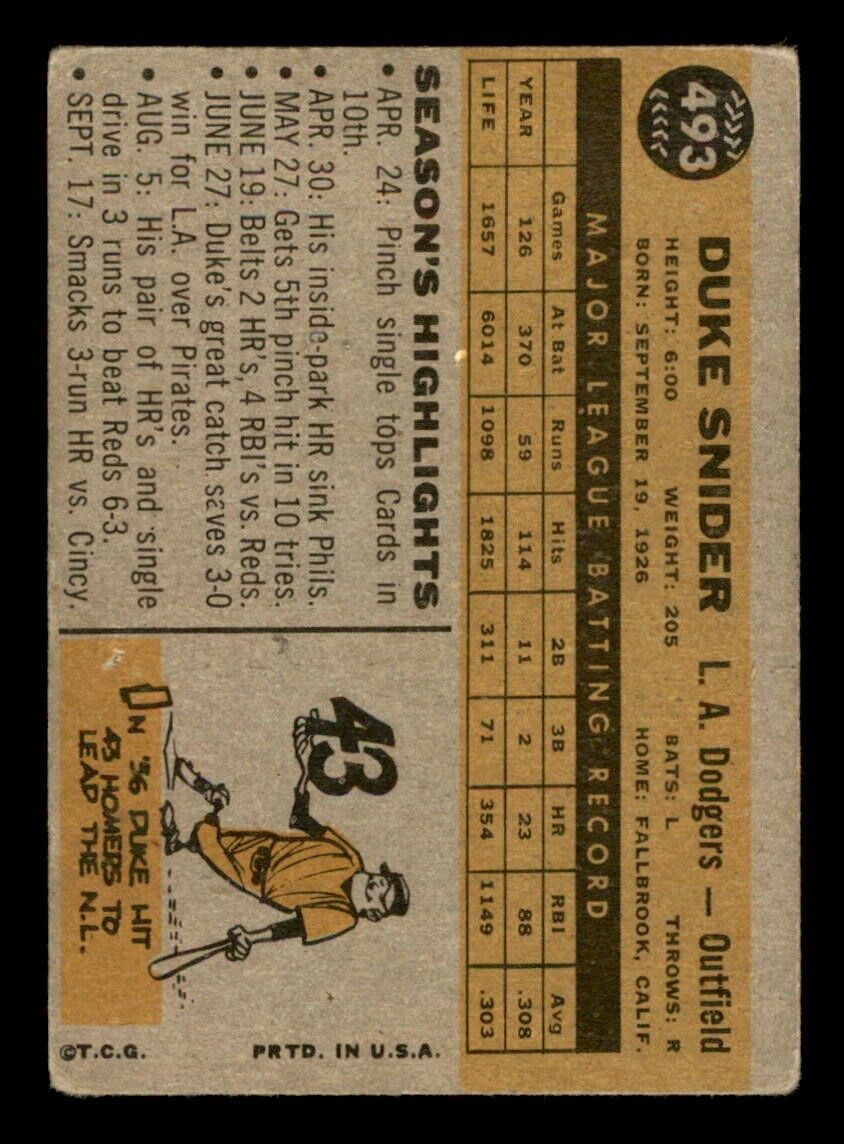 493
DUKE SNIDER L. A. Dodgers — Outfield
HEIGHT: 6:00 WEIGHT: 205 BATS: L THROWS: R
BORN: SEPTEMBER 19, 1926 HOME: FALLBROOK, CALIF.
MAJOR LEAGUE BATTING RECORD
Games At Bat Runs Hits 2B 3B HR RBI Avg
YEAR 126 370 59 114 11 2 23 88 .308
LIFE 1657 6014 1098 1825 311 71 354 1149 .303
SEASON'S HIGHLIGHTS
• APR. 24: Pinch single tops Cards in
10th.
• APR. 30: His inside-park HR sink Phils.
• MAY 27: Gets 5th pinch hit in 10 tries.
• JUNE 19: Belts 2 HR's, 4 RBI's vs. Reds.
• JUNE 27: Duke's great catch saves 3-0
win for L.A. over Pirates.
• AUG. 5: His pair of HR's and single
drive in 3 runs to beat Reds 6-3.
• SEPT. 17: Smacks 3-run HR vs. Cincy.
43
IN '56 DUKE HIT
43 HOMERS TO
LEAD THE N.L.
©T.C.G. PRTD. IN U.S.A.